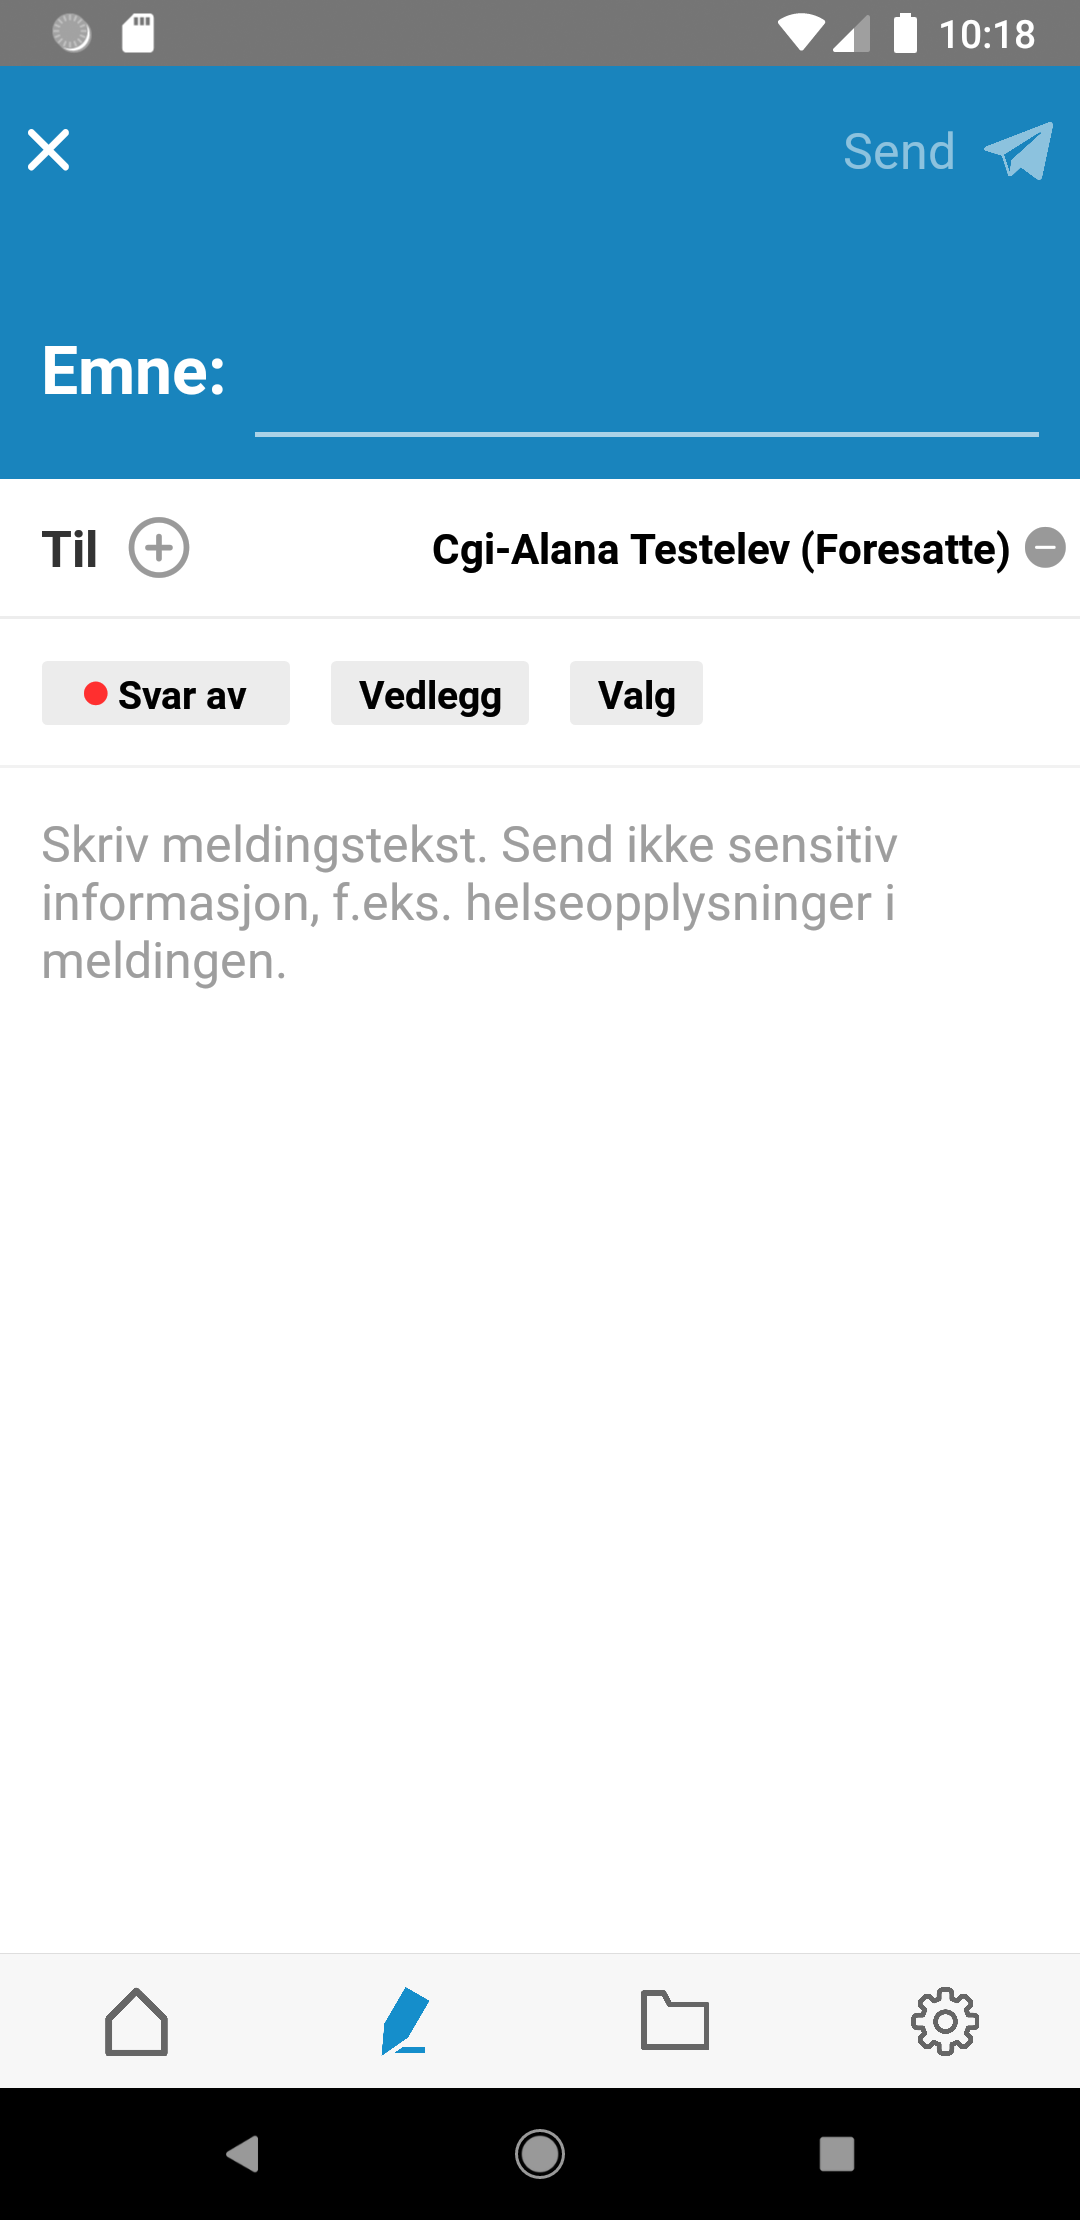 10:18
Send
Emne:
Til
Cgi-Alana Testelev (Foresatte)
Svar av
Vedlegg
Valg
Skriv meldingstekst. Send ikke sensitiv
informasjon, f.eks. helseopplysninger i
meldingen.